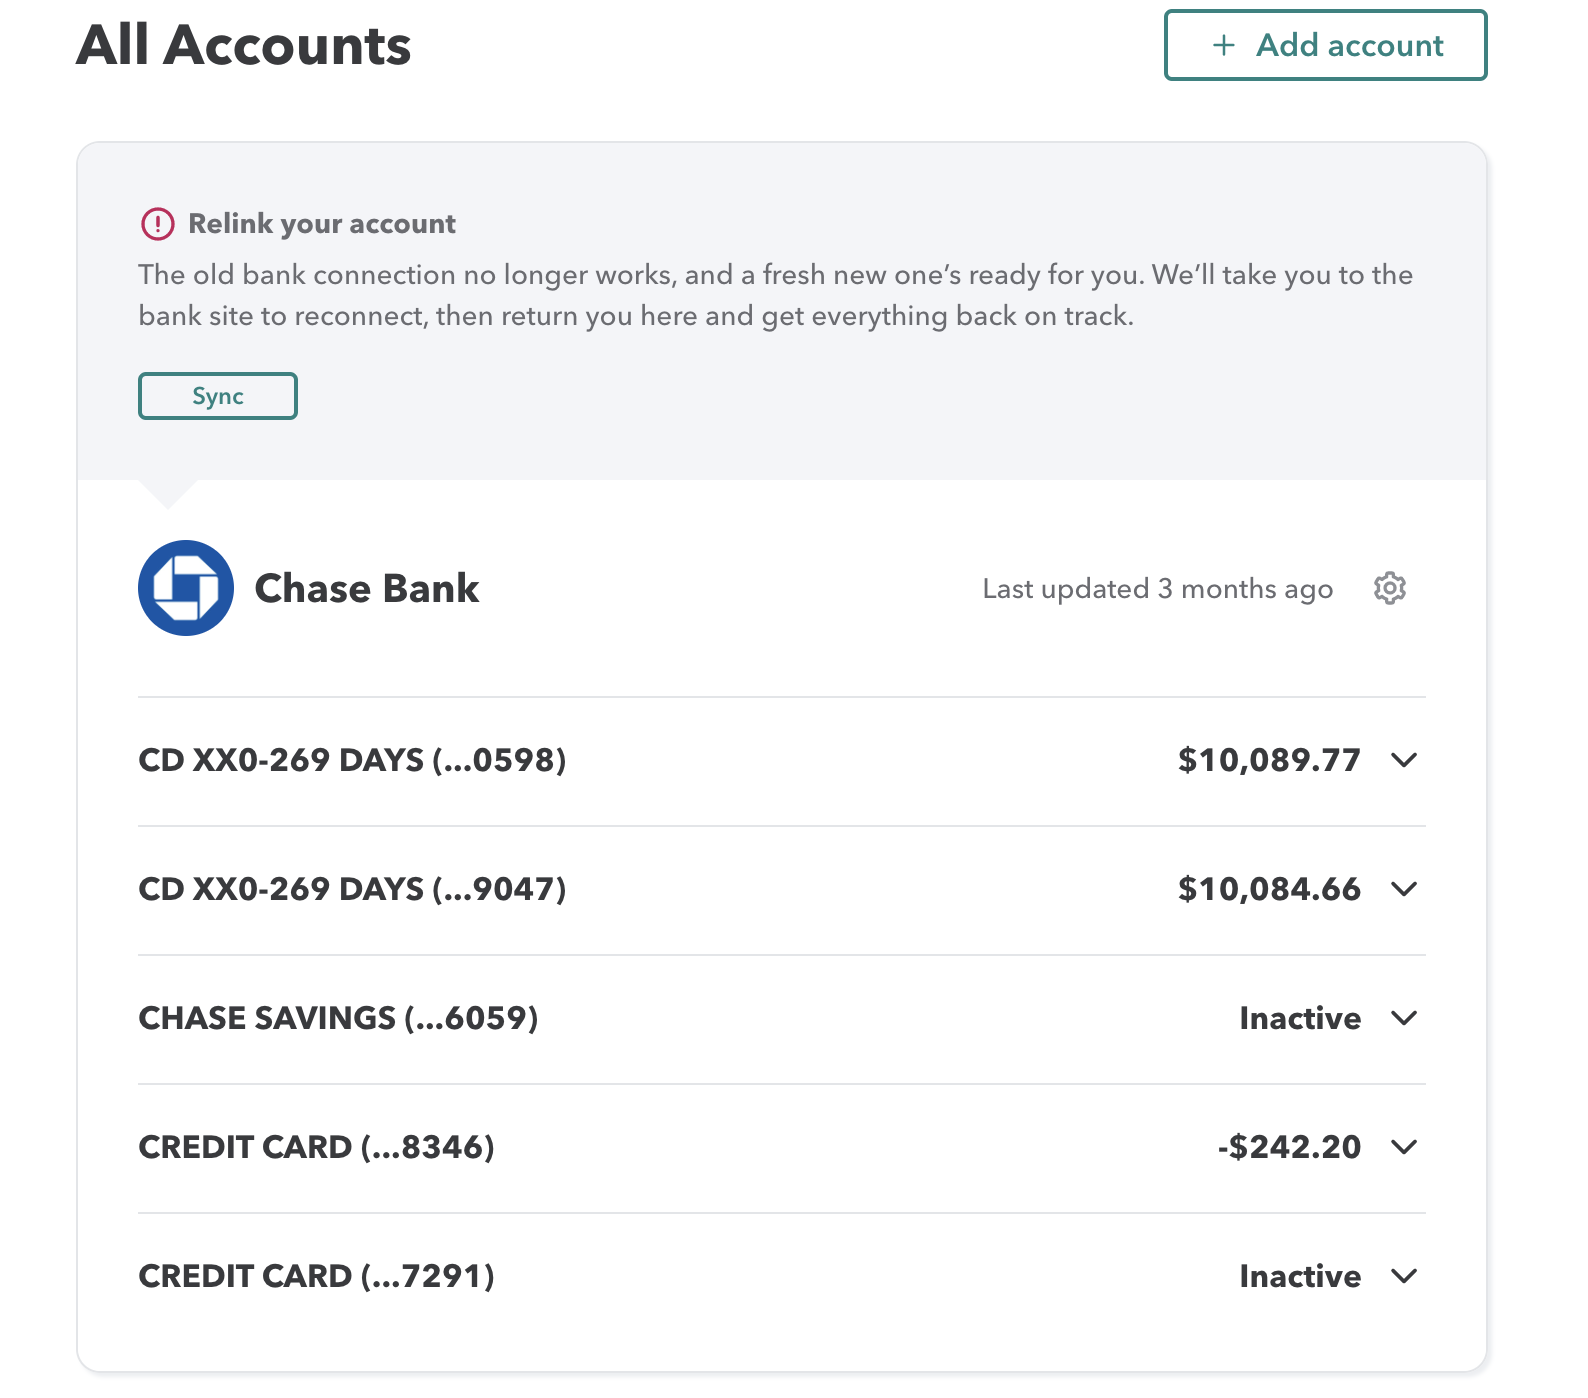 All Accounts
+ Add account
Relink your account
The old bank connection no longer works, and a fresh new one’s ready for you. We’ll take you to the
bank site to reconnect, then return you here and get everything back on track.
Sync
Chase Bank
Last updated 3 months ago
CD XX0-269 DAYS (...0598)
$10,089.77
CD XX0-269 DAYS (...9047)
$10,084.66
CHASE SAVINGS (...6059)
Inactive
CREDIT CARD (...8346)
-$242.20
CREDIT CARD (...7291)
Inactive